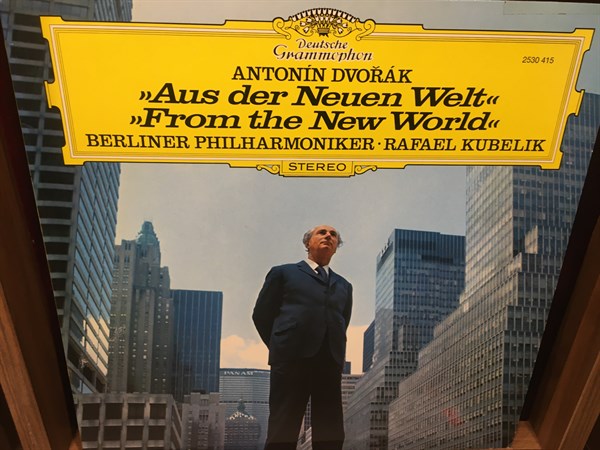 Deutsche
Grammophon
2530 415
ANTONÍN DVOŘÁK
»Aus der Neuen Welt«
»From the New World«
BERLINER PHILHARMONIKER · RAFAEL KUBELIK
STEREO
PAN AM